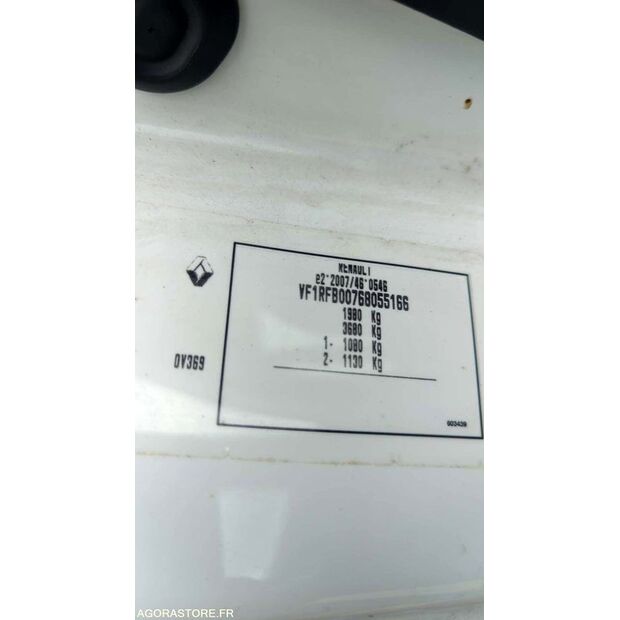 RENAULT
e2*2007/46*0546
VF1RFB00768055166
1980 Kg
3680 Kg
1- 1080 Kg
2- 1130 Kg
OV369
603439
AGORASTORE.FR